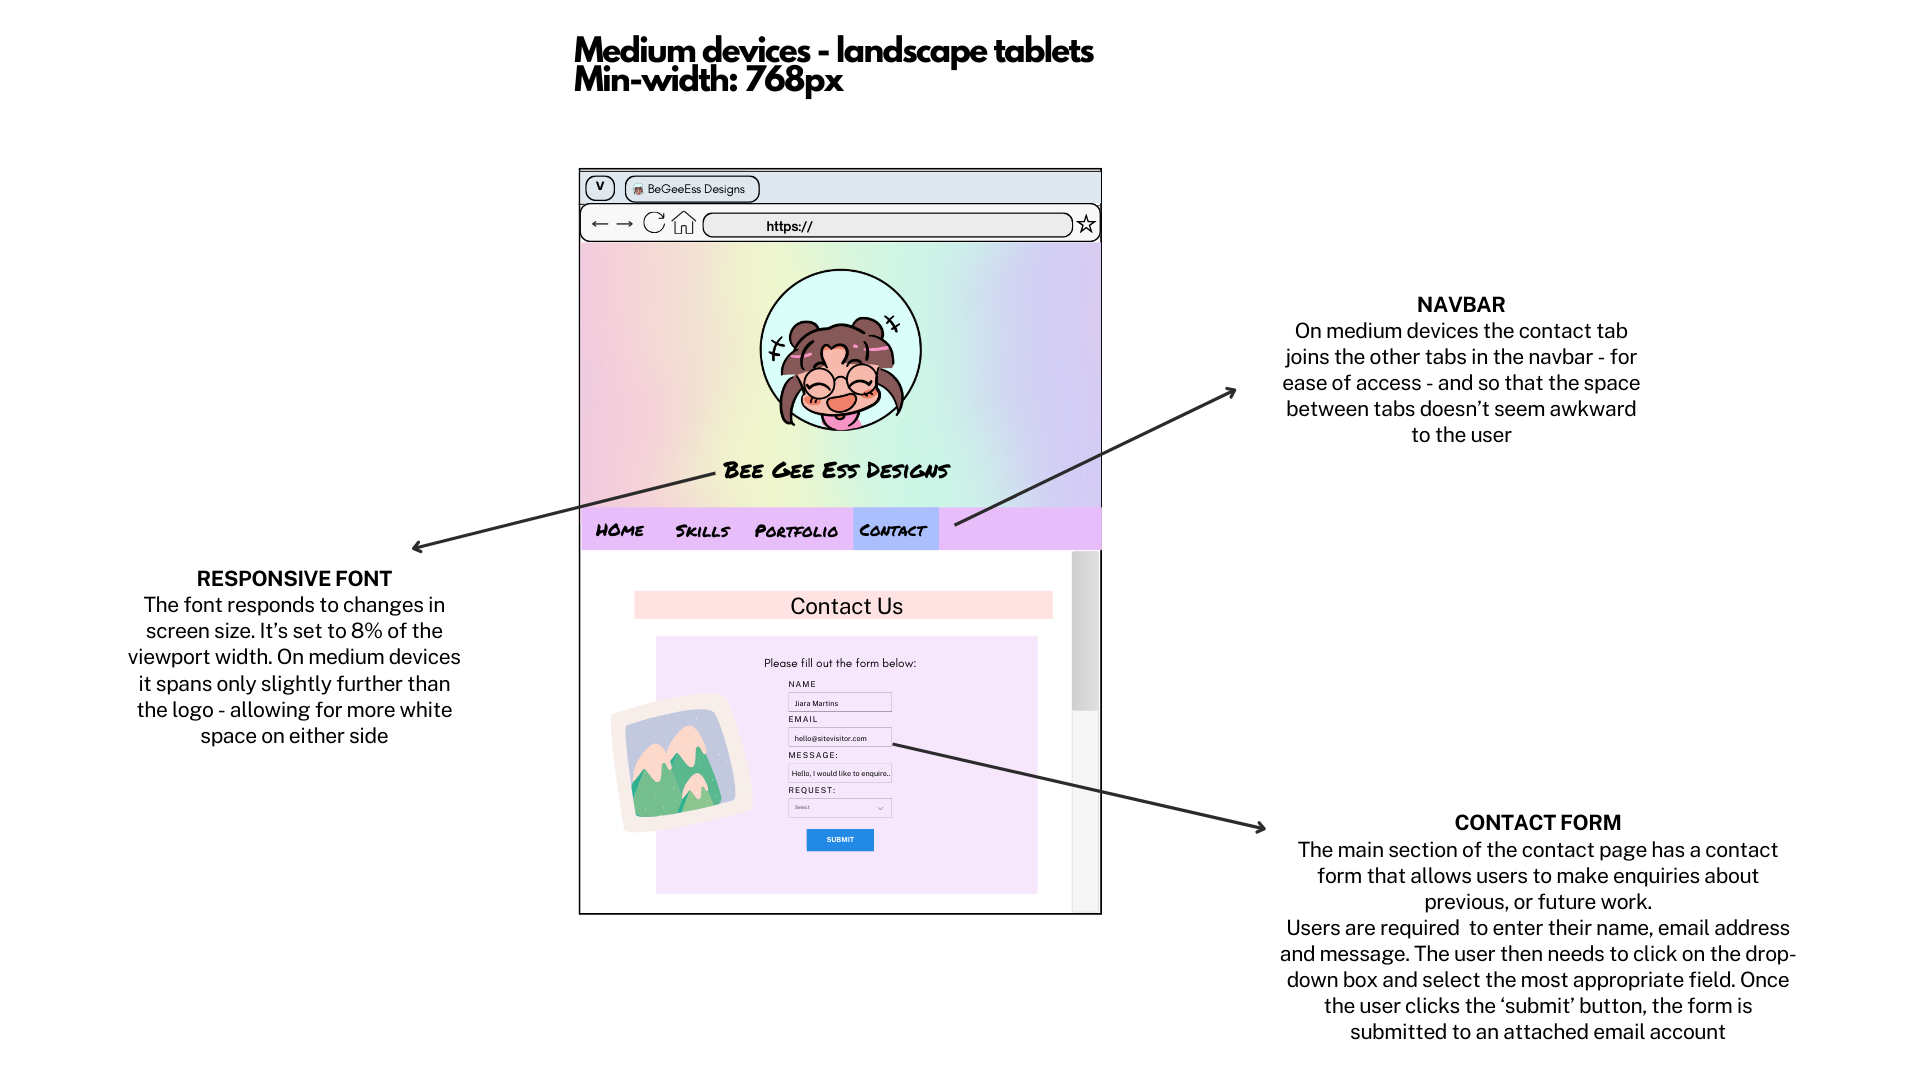 Medium devices - landscape tablets
Min-width: 768px
V
BeGeeEss Designs
https://
Bee Gee Ess Designs
HOme Skills Portfolio Contact
Contact Us
Please fill out the form below:
NAME
Jiara Martins
EMAIL
hello@sitevisitor.com
MESSAGE:
Hello, I would like to enquire..
REQUEST:
Select
SUBMIT
NAVBAR
On medium devices the contact tab
joins the other tabs in the navbar - for
ease of access - and so that the space
between tabs doesn’t seem awkward
to the user
RESPONSIVE FONT
The font responds to changes in
screen size. It’s set to 8% of the
viewport width. On medium devices
it spans only slightly further than
the logo - allowing for more white
space on either side
CONTACT FORM
The main section of the contact page has a contact
form that allows users to make enquiries about
previous, or future work.
Users are required  to enter their name, email address
and message. The user then needs to click on the drop-
down box and select the most appropriate field. Once
the user clicks the ‘submit’ button, the form is
submitted to an attached email account